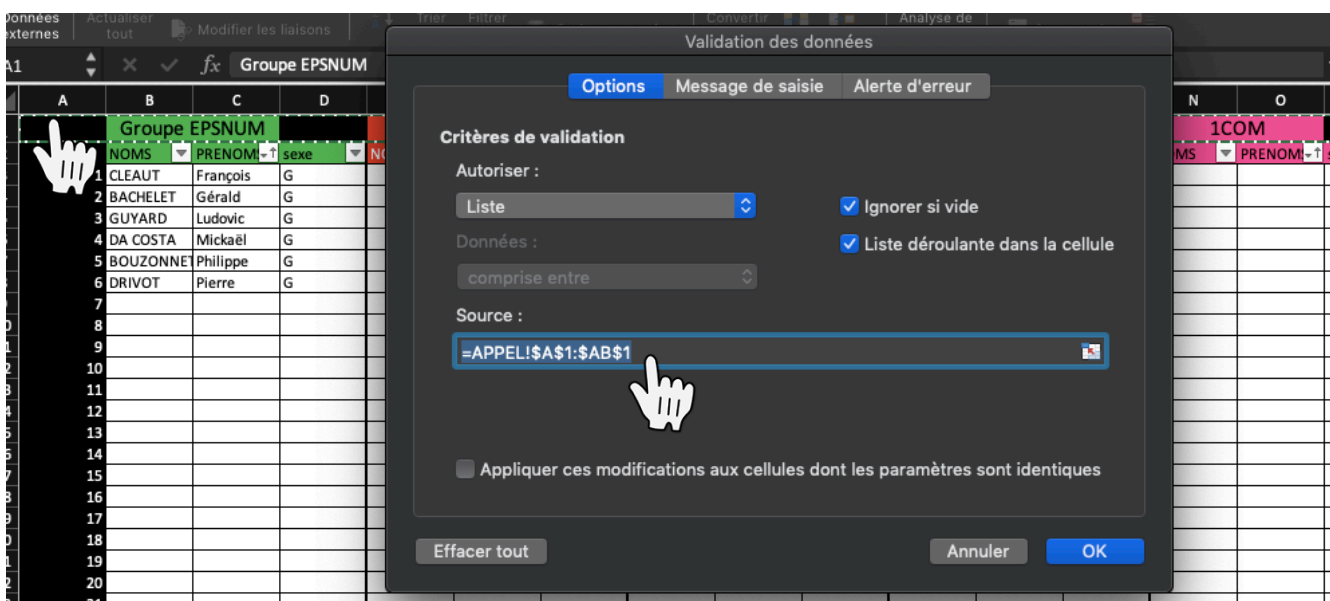 Données Actualiser Trier Filtrer Convertir Analyse de
externes tout Modifier les liaisons
A1 fx Groupe EPSNUM
Validation des données
Options Message de saisie Alerte d'erreur
Critères de validation
Autoriser :
Liste
Ignorer si vide
Données :
Liste déroulante dans la cellule
comprise entre
Source :
=APPEL!$A$1:$AB$1
Appliquer ces modifications aux cellules dont les paramètres sont identiques
Effacer tout Annuler OK
A B C D N O
Groupe EPSNUM 1COM
NOMS PRENOM sexe PRENOM
1 CLEAUT François G
2 BACHELET Gérald G
3 GUYARD Ludovic G
4 DA COSTA Mickaël G
5 BOUZONNET Philippe G
6 DRIVOT Pierre G
7
8
9
10
11
12
13
14
15
16
17
18
19
20